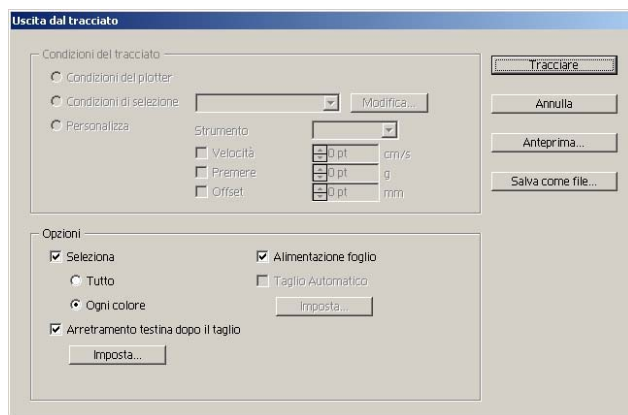 Uscita dal tracciato
Condizioni del tracciato
Condizioni del plotter
Condizioni di selezione
Modifica...
Personalizza
Strumento
Velocità
0 pt
cm/s
Premere
0 pt
g
Offset
0 pt
mm
Tracciare
Annulla
Anteprima...
Salva come file...
Opzioni
Seleziona
Alimentazione foglio
Tutto
Taglio Automatico
Ogni colore
Imposta...
Arretramento testina dopo il taglio
Imposta...